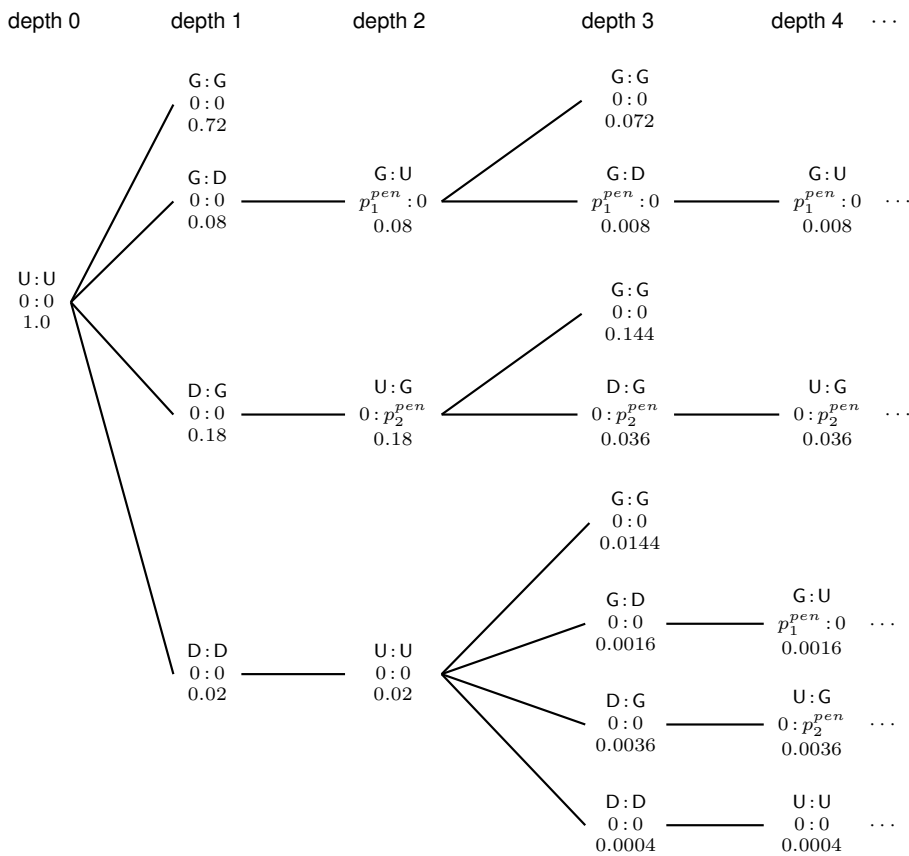 depth 0 depth 1 depth 2 depth 3 depth 4 ···
G:G
0:0
0.72
G:D
0:0
0.08
G:U
p_1^{pen}:0
0.08
G:G
0:0
0.072
G:D
p_1^{pen}:0
0.008
G:U
p_1^{pen}:0
0.008
···
U:U
0:0
1.0
D:G
0:0
0.18
U:G
0:p_2^{pen}
0.18
G:G
0:0
0.144
D:G
0:p_2^{pen}
0.036
U:G
0:p_2^{pen}
0.036
···
D:D
0:0
0.02
U:U
0:0
0.02
G:G
0:0
0.0144
G:D
0:0
0.0016
G:U
p_1^{pen}:0
0.0016
···
D:G
0:0
0.0036
U:G
0:p_2^{pen}
0.0036
···
D:D
0:0
0.0004
U:U
0:0
0.0004
···